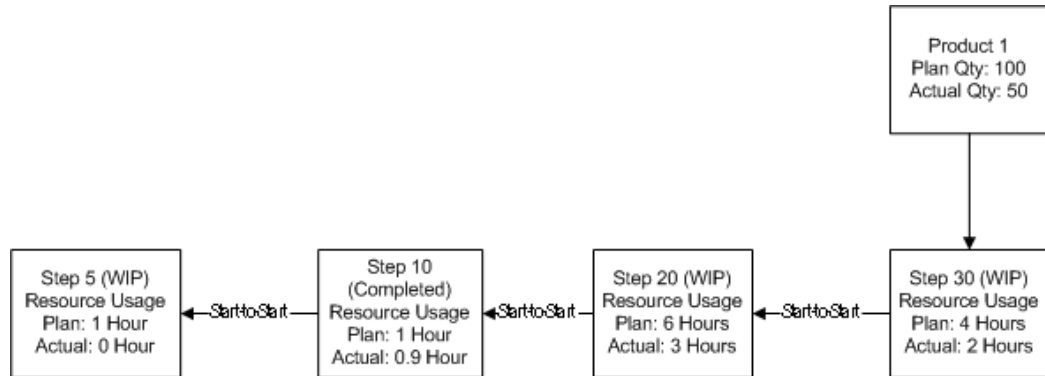 Product 1
Plan Qty: 100
Actual Qty: 50
Step 5 (WIP)
Resource Usage
Plan: 1 Hour
Actual: 0 Hour
Start-to-Start
Step 10
(Completed)
Resource Usage
Plan: 1 Hour
Actual: 0.9 Hour
Start-to-Start
Step 20 (WIP)
Resource Usage
Plan: 6 Hours
Actual: 3 Hours
Start-to-Start
Step 30 (WIP)
Resource Usage
Plan: 4 Hours
Actual: 2 Hours